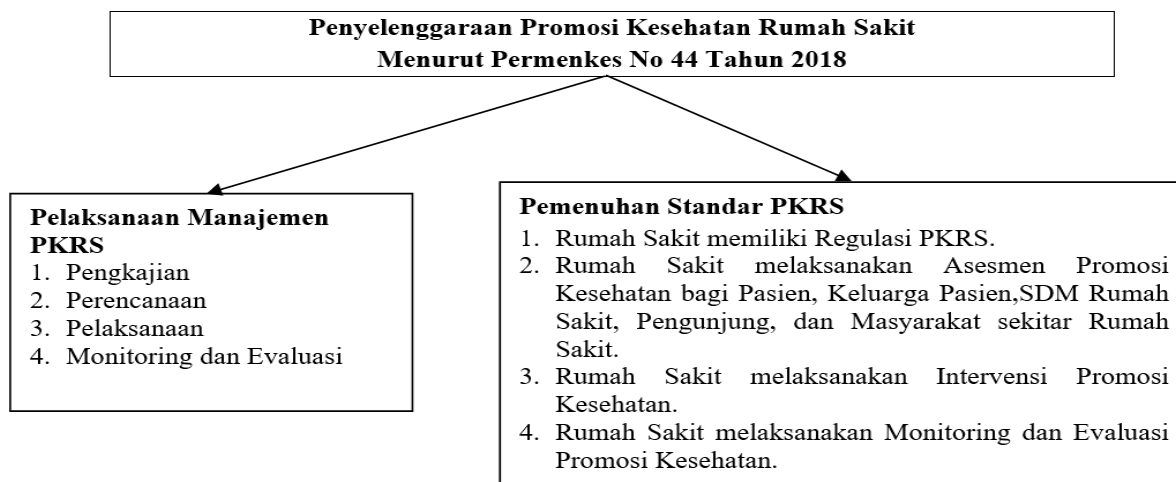 Penyelenggaraan Promosi Kesehatan Rumah Sakit
Menurut Permenkes No 44 Tahun 2018
Pelaksanaan Manajemen
PKRS
1. Pengkajian
2. Perencanaan
3. Pelaksanaan
4. Monitoring dan Evaluasi
Pemenuhan Standar PKRS
1. Rumah Sakit memiliki Regulasi PKRS.
2. Rumah Sakit melaksanakan Asesmen Promosi
Kesehatan bagi Pasien, Keluarga Pasien,SDM Rumah
Sakit, Pengunjung, dan Masyarakat sekitar Rumah
Sakit.
3. Rumah Sakit melaksanakan Intervensi Promosi
Kesehatan.
4. Rumah Sakit melaksanakan Monitoring dan Evaluasi
Promosi Kesehatan.